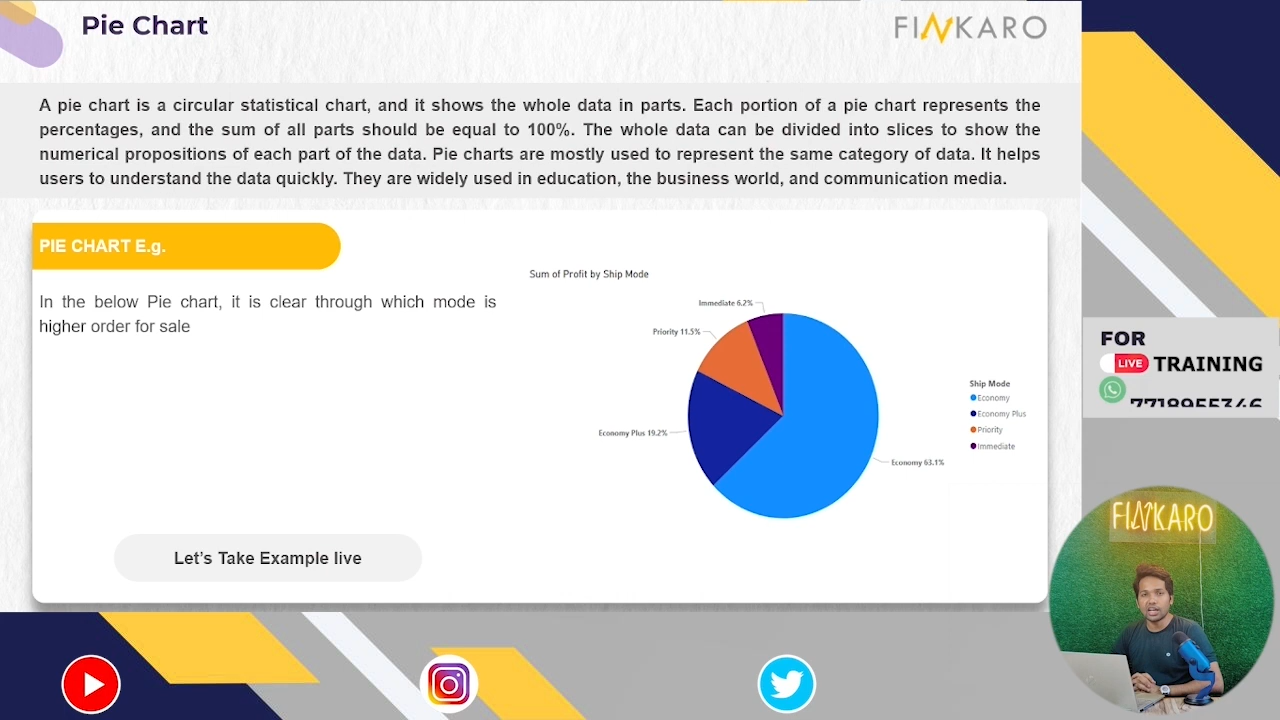 Pie Chart
FINKARO
A pie chart is a circular statistical chart, and it shows the whole data in parts. Each portion of a pie chart represents the
percentages, and the sum of all parts should be equal to 100%. The whole data can be divided into slices to show the
numerical propositions of each part of the data. Pie charts are mostly used to represent the same category of data. It helps
users to understand the data quickly. They are widely used in education, the business world, and communication media.
PIE CHART E.g.
In the below Pie chart, it is clear through which mode is
higher order for sale
Sum of Profit by Ship Mode
Immediate 6.2%
Priority 11.5%
Economy Plus 19.2%
Economy 63.1%
Ship Mode
Economy
Economy Plus
Priority
Immediate
Let's Take Example live
FOR
LIVE TRAINING
7718955346
FINKARO